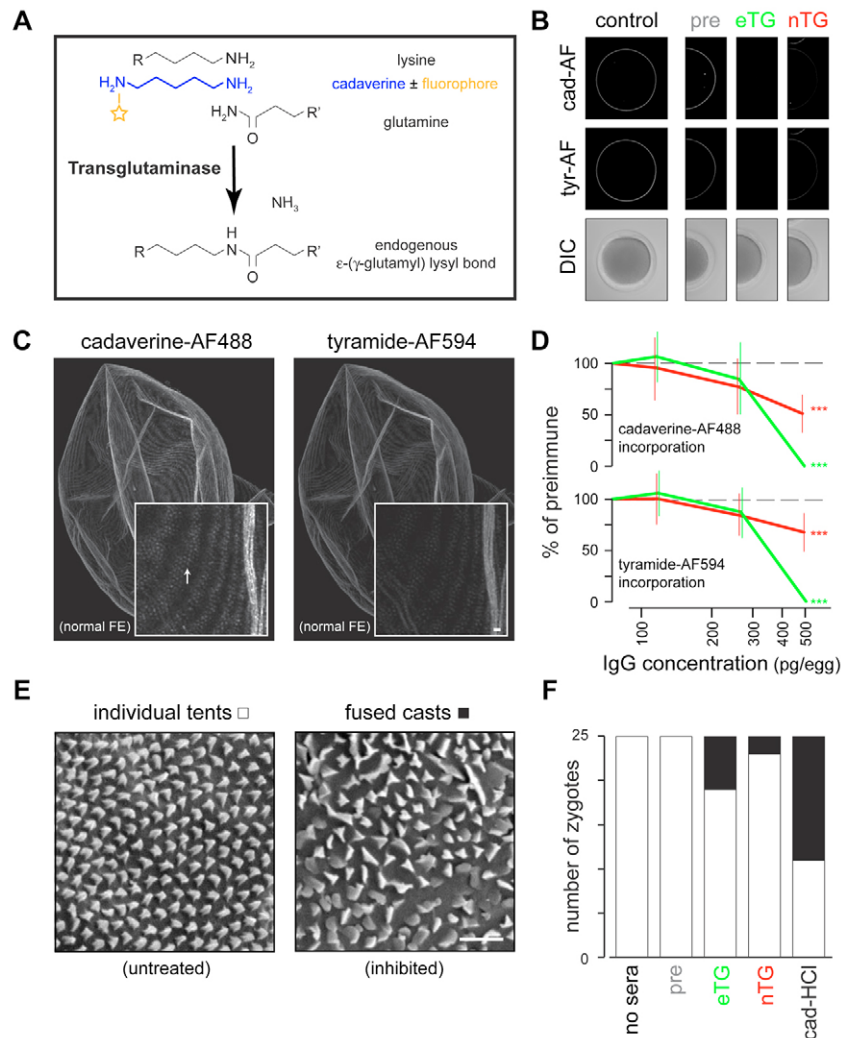 A
R
NH2
lysine
H2N
NH2
cadaverine ± fluorophore
H2N
R'
O
glutamine
Transglutaminase
NH3
H
R
N
R'
O
endogenous
ε-(γ-glutamyl) lysyl bond
B
control pre eTG nTG
cad-AF
tyr-AF
DIC
C
cadaverine-AF488 tyramide-AF594
(normal FE) (normal FE)
D
% of preimmune
100
50
0
cadaverine-AF488
incorporation
***
***
100
50
0
tyramide-AF594
incorporation
***
***
100 200 300 400 500
IgG concentration (pg/egg)
E
individual tents fused casts
(untreated) (inhibited)
F
number of zygotes
25
0
no sera
pre
eTG
nTG
cad-HCl